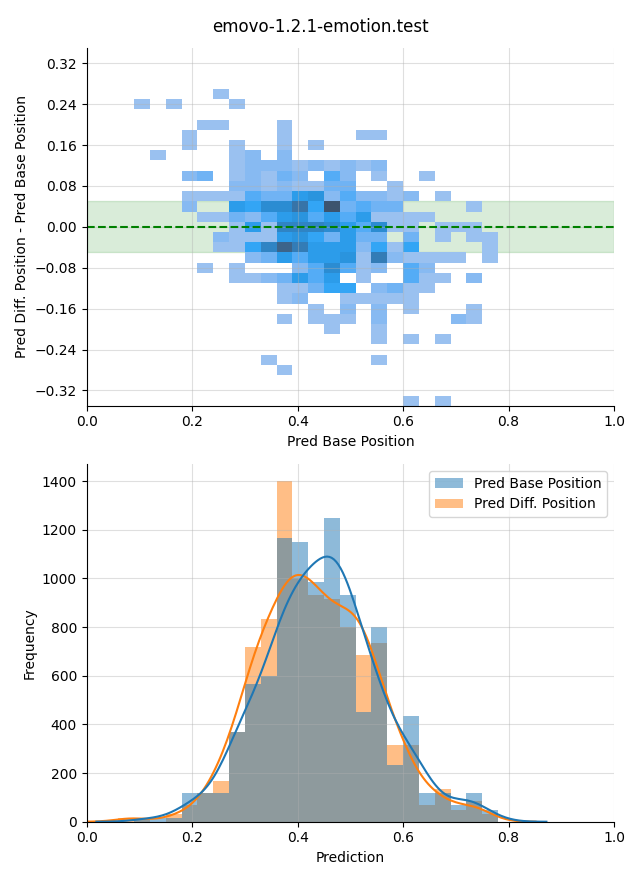 emovo-1.2.1-emotion.test
Pred Diff. Position - Pred Base Position
0.32
0.24
0.16
0.08
0.00
−0.08
−0.16
−0.24
−0.32
0.0 0.2 0.4 0.6 0.8 1.0
Pred Base Position
Frequency
1400
1200
1000
800
600
400
200
0
Pred Base Position
Pred Diff. Position
0.0 0.2 0.4 0.6 0.8 1.0
Prediction